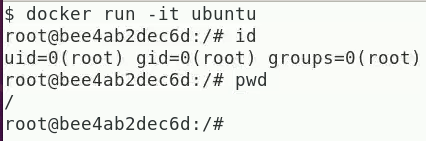 $ docker run -it ubuntu
root@bee4ab2dec6d:/# id
uid=0(root) gid=0(root) groups=0(root)
root@bee4ab2dec6d:/# pwd
/
root@bee4ab2dec6d:/#